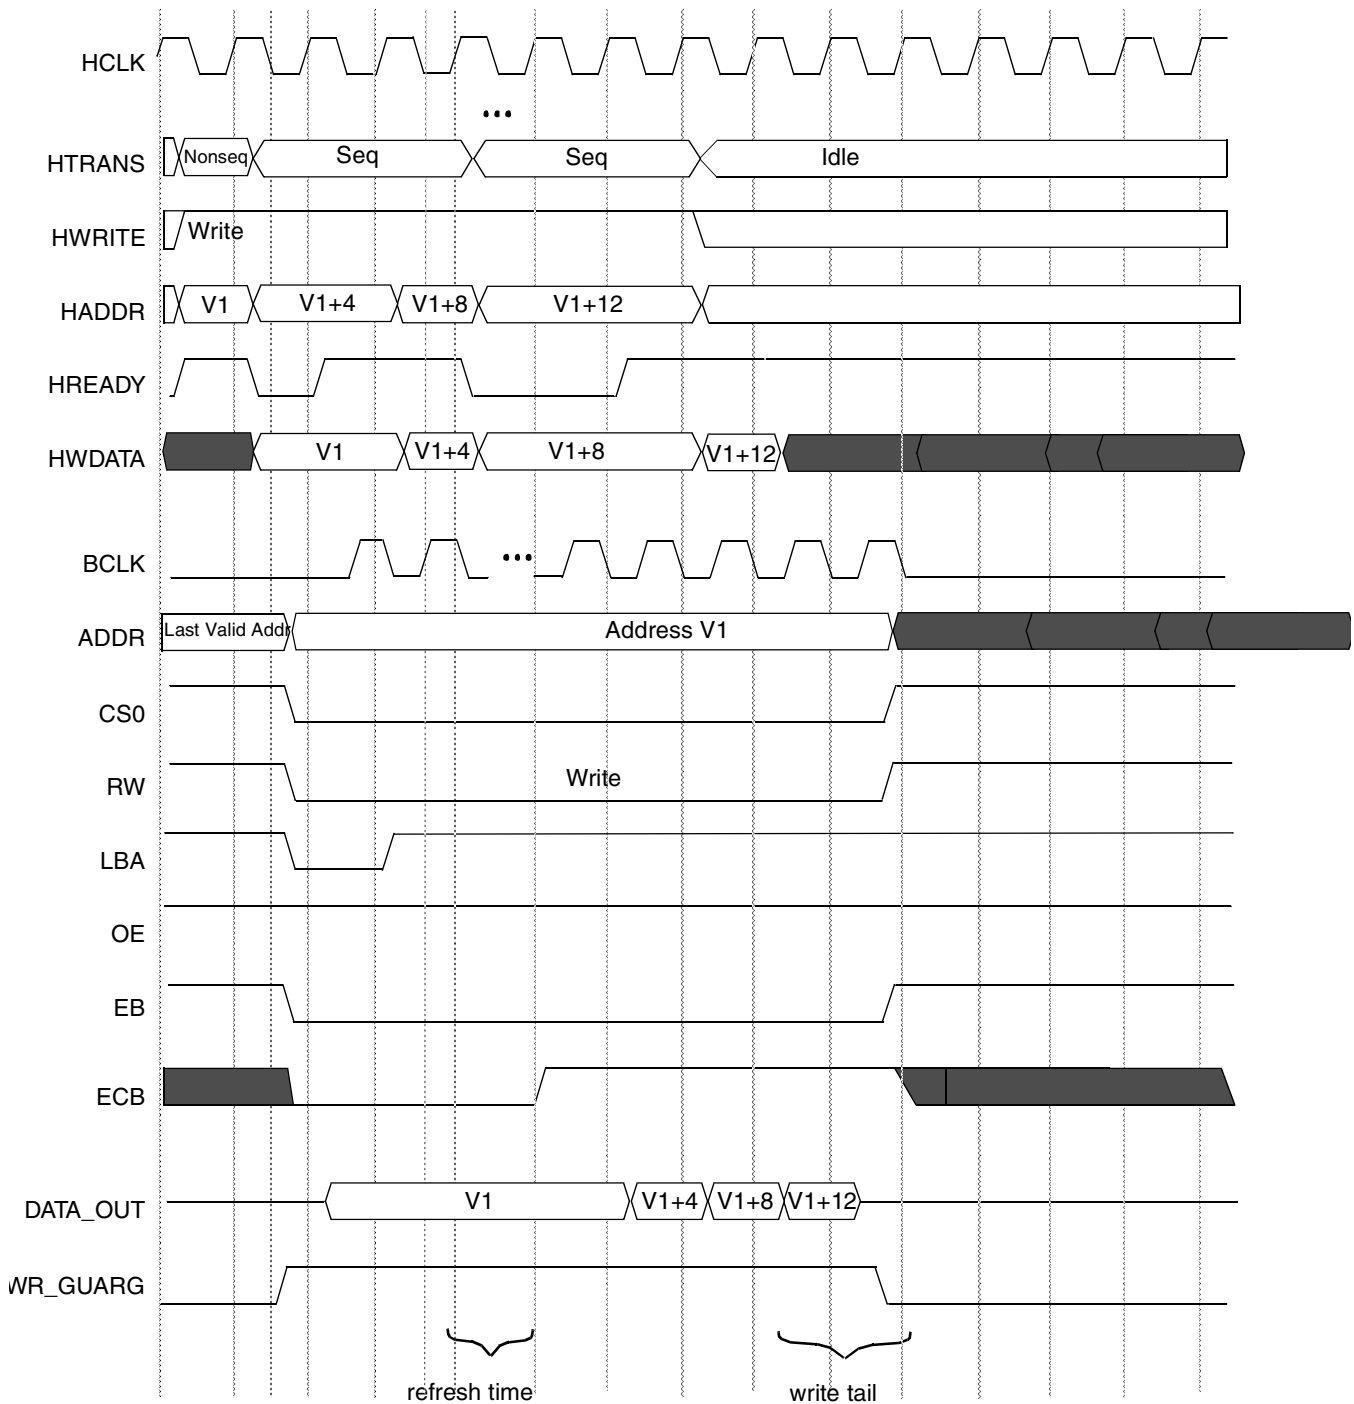 HCLK
...
HTRANS Nonseq Seq Seq Idle
HWRITE Write
HADDR V1 V1+4 V1+8 V1+12
HREADY
HWDATA V1 V1+4 V1+8 V1+12
BCLK ...
ADDR Last Valid Addr Address V1
CS0
RW Write
LBA
OE
EB
ECB
DATA_OUT V1 V1+4 V1+8 V1+12
WR_GUARG
refresh time write tail